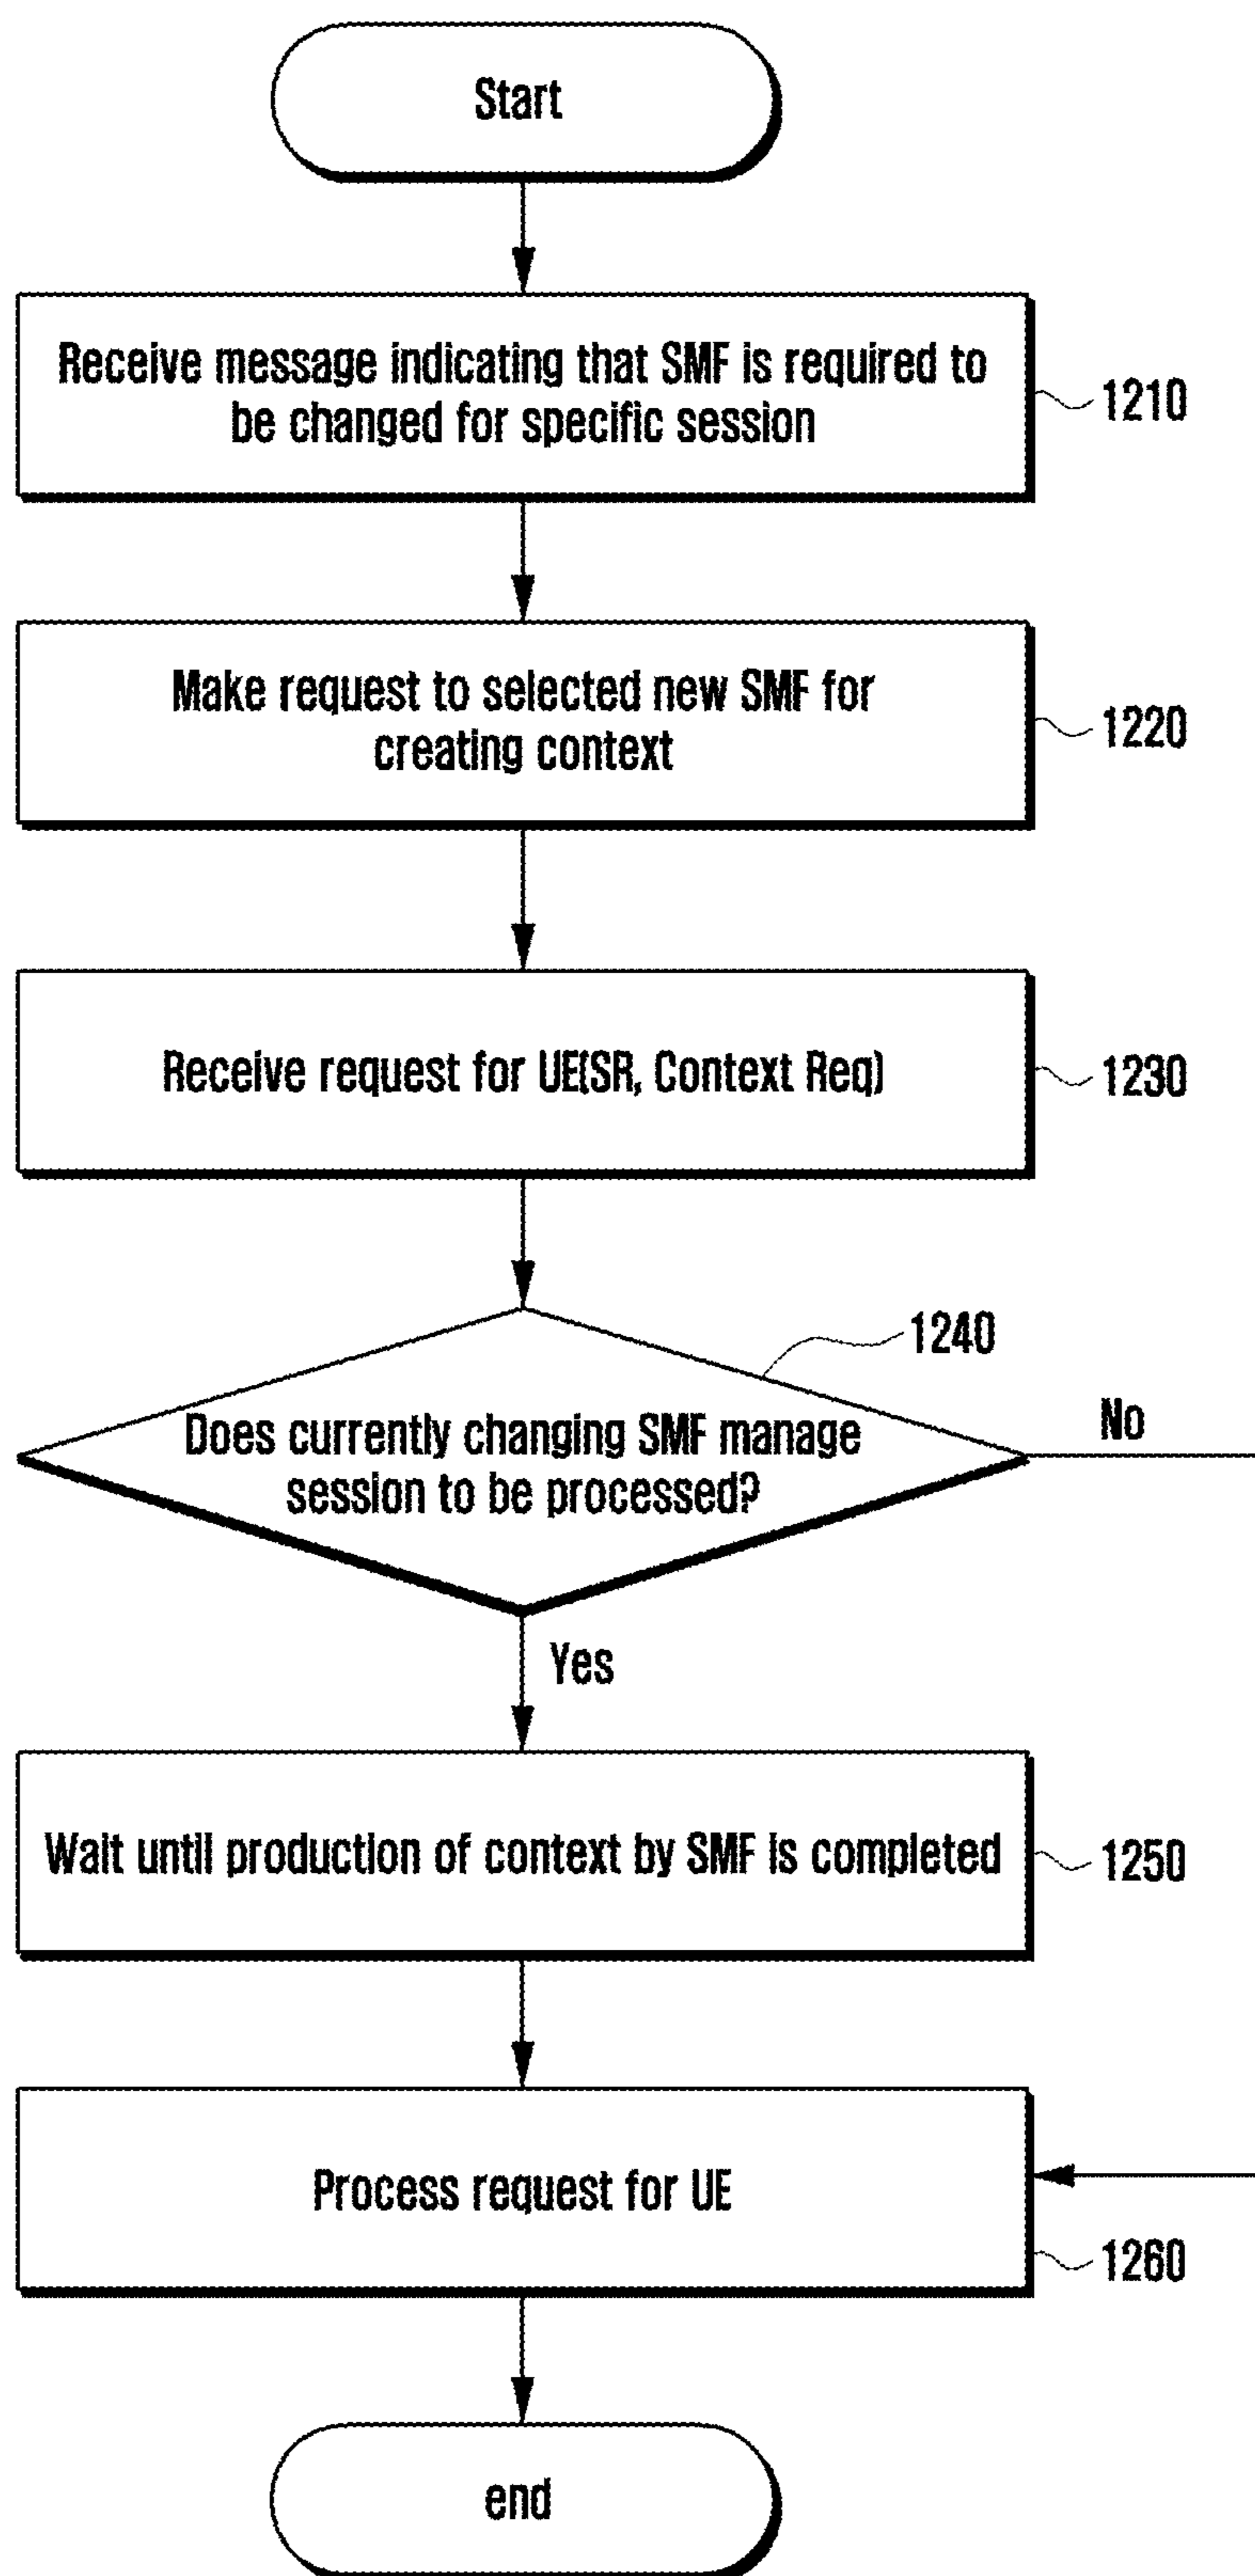 Start
Receive message indicating that SMF is required to
be changed for specific session
1210
Make request to selected new SMF for
creating context
1220
Receive request for UE(SR, Context Req)
1230
1240
Does currently changing SMF manage
session to be processed?
No
Yes
Wait until production of context by SMF is completed
1250
Process request for UE
1260
end